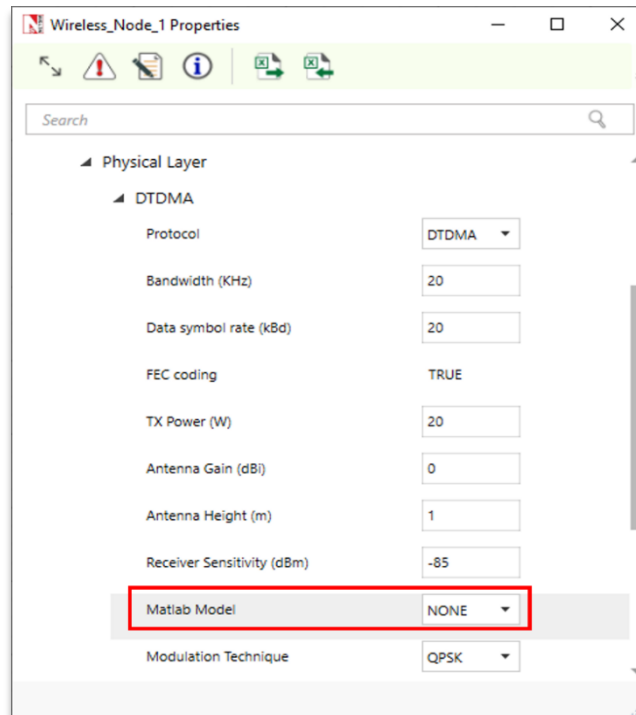 Wireless_Node_1 Properties
Search
Physical Layer
DTDMA
Protocol DTDMA
Bandwidth (KHz) 20
Data symbol rate (kBd) 20
FEC coding TRUE
TX Power (W) 20
Antenna Gain (dBi) 0
Antenna Height (m) 1
Receiver Sensitivity (dBm) -85
Matlab Model NONE
Modulation Technique QPSK